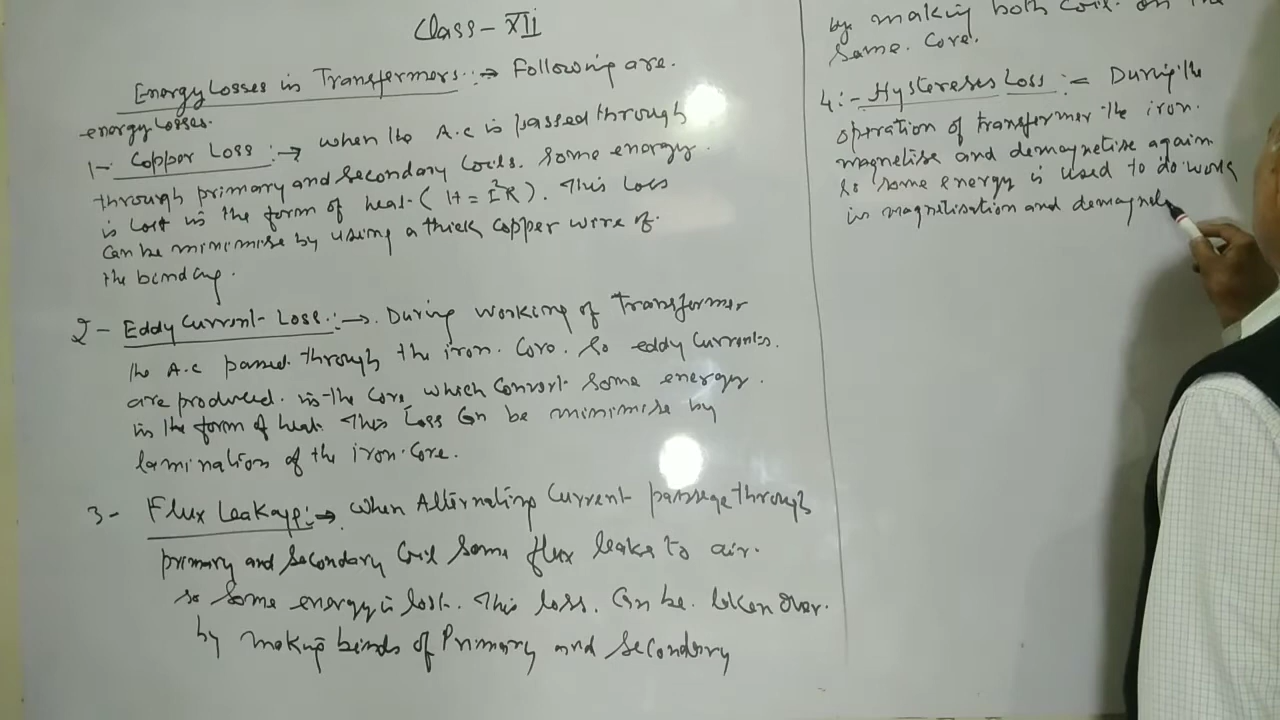 Class - XII
Energy Losses in Transfermers :→ Following are.
energy losses.
1- Copper Loss :→ when the A.C is passed through
through primary and secondary coils. Some energy.
is lost in the form of heat (H = I²R). This Loss
Can be minimise by using a thick copper wire of.
the binding.
2- Eddy Current Loss :→. During working of Transformer
the A.C passed through the iron. Core. So eddy currents.
are produced. in the Core which Convert Some energy.
in the form of heat. This Loss Can be minimise by
lamination of the iron. Core.
3- Flux Leakage :→. When Alternating Current passege through
primary and secondary Coil Some flux leaks to air.
so Some energy is lost. This loss. Can be. taken over.
by making binds of Primary and Secondary
by making both Coil. on the
Same. Core.
4:- Hystereses Loss := During the
opration of transformer the iron.
magnetise and demagnetise again
So Some energy is used to do work
in magnetisation and demagnet